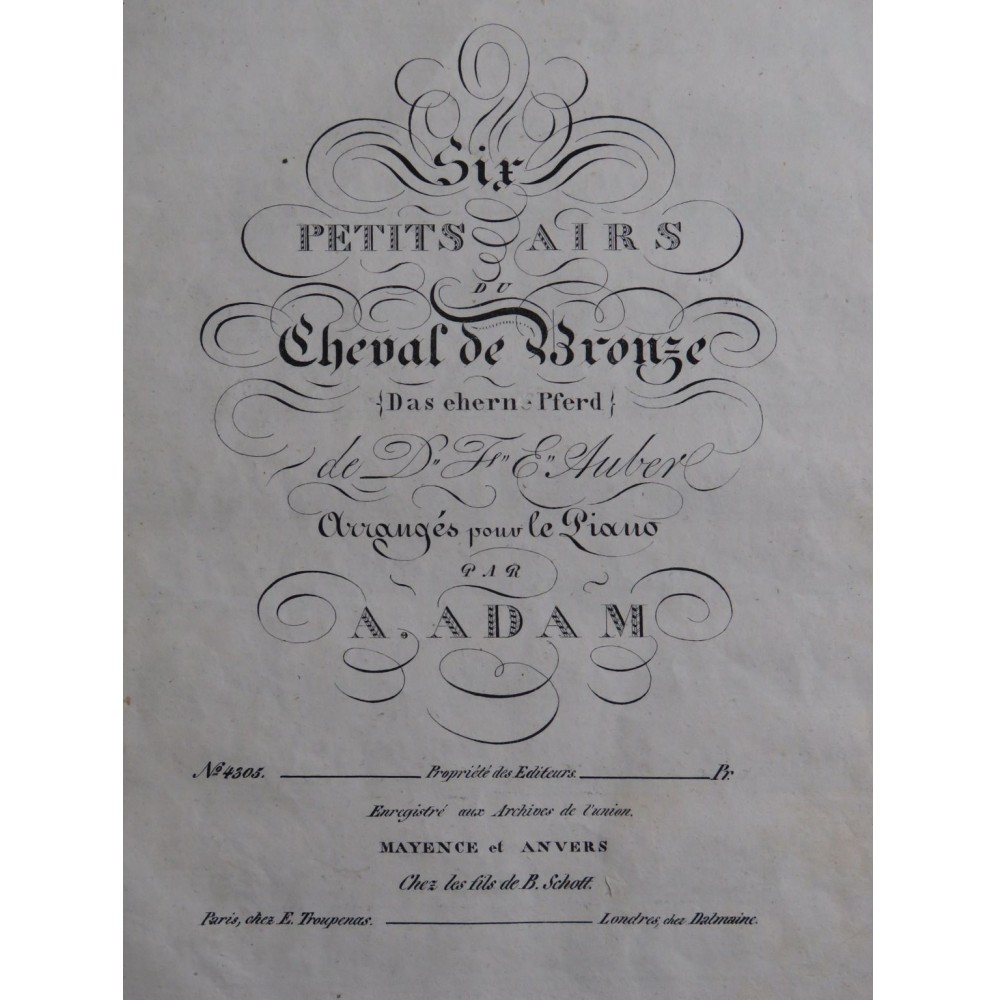 Six
PETITS AIRS
DU
Cheval de Bronze
{Das ehern-Pferd}
de D." F." E." Auber
Arrangés pour le Piano
PAR
A. ADAM
Nº 4305. Propriété des Editeurs. Pr.
Enregistré aux Archives de l'union.
MAYENCE et ANVERS
Chez les fils de B. Schott.
Paris, chez E. Troupenas. Londres, chez Dalmaine.